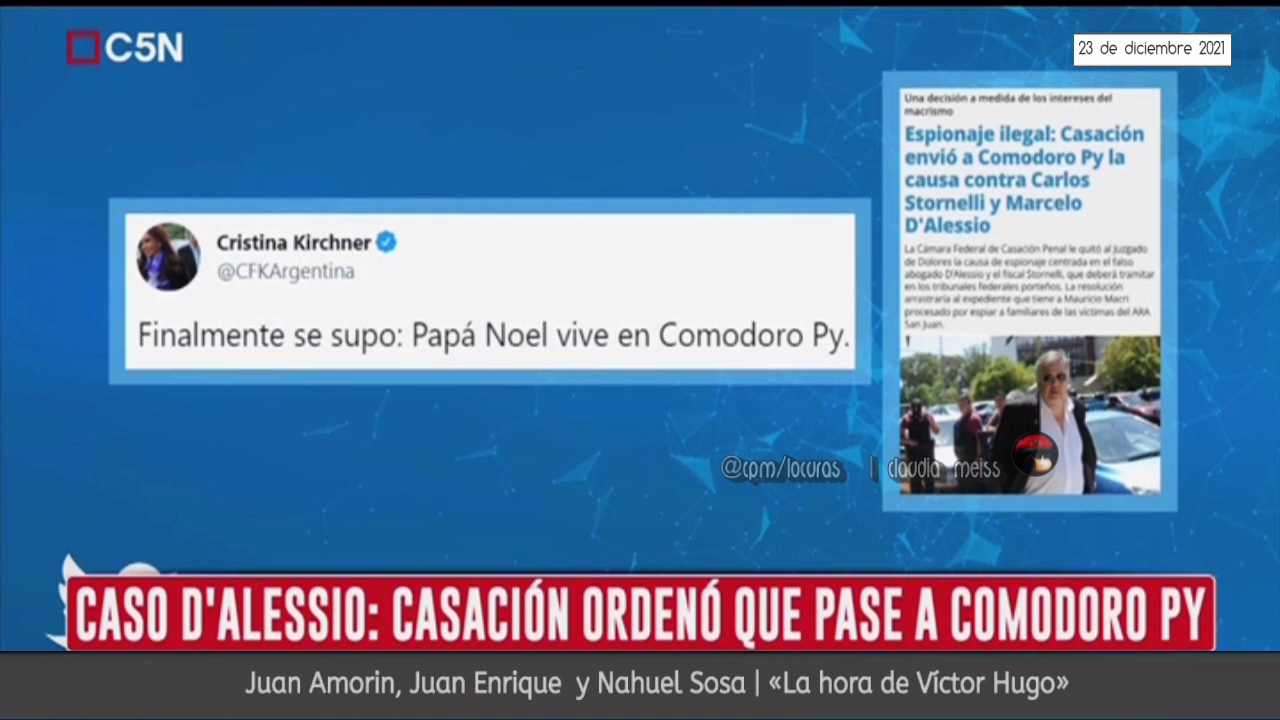 C5N
23 de diciembre 2021
Una decisión a medida de los intereses del
macrismo
Espionaje ilegal: Casación
envió a Comodoro Py la
causa contra Carlos
Stornelli y Marcelo
D'Alessio
La Cámara Federal de Casación Penal le quitó al Juzgado
de Dolores la causa de espionaje centrada en el falso
abogado D'Alessio y el fiscal Stornelli, que deberá tramitar
en los tribunales federales porteños. La resolución
arrastraría al expediente que tiene a Mauricio Macri
procesado por espiar a familiares de las víctimas del ARA
San Juan.
Cristina Kirchner
@CFKArgentina
Finalmente se supo: Papá Noel vive en Comodoro Py.
@cpm/locuras | claudia meiss
CASO D'ALESSIO: CASACIÓN ORDENÓ QUE PASE A COMODORO PY
Juan Amorin, Juan Enrique y Nahuel Sosa | «La hora de Víctor Hugo»